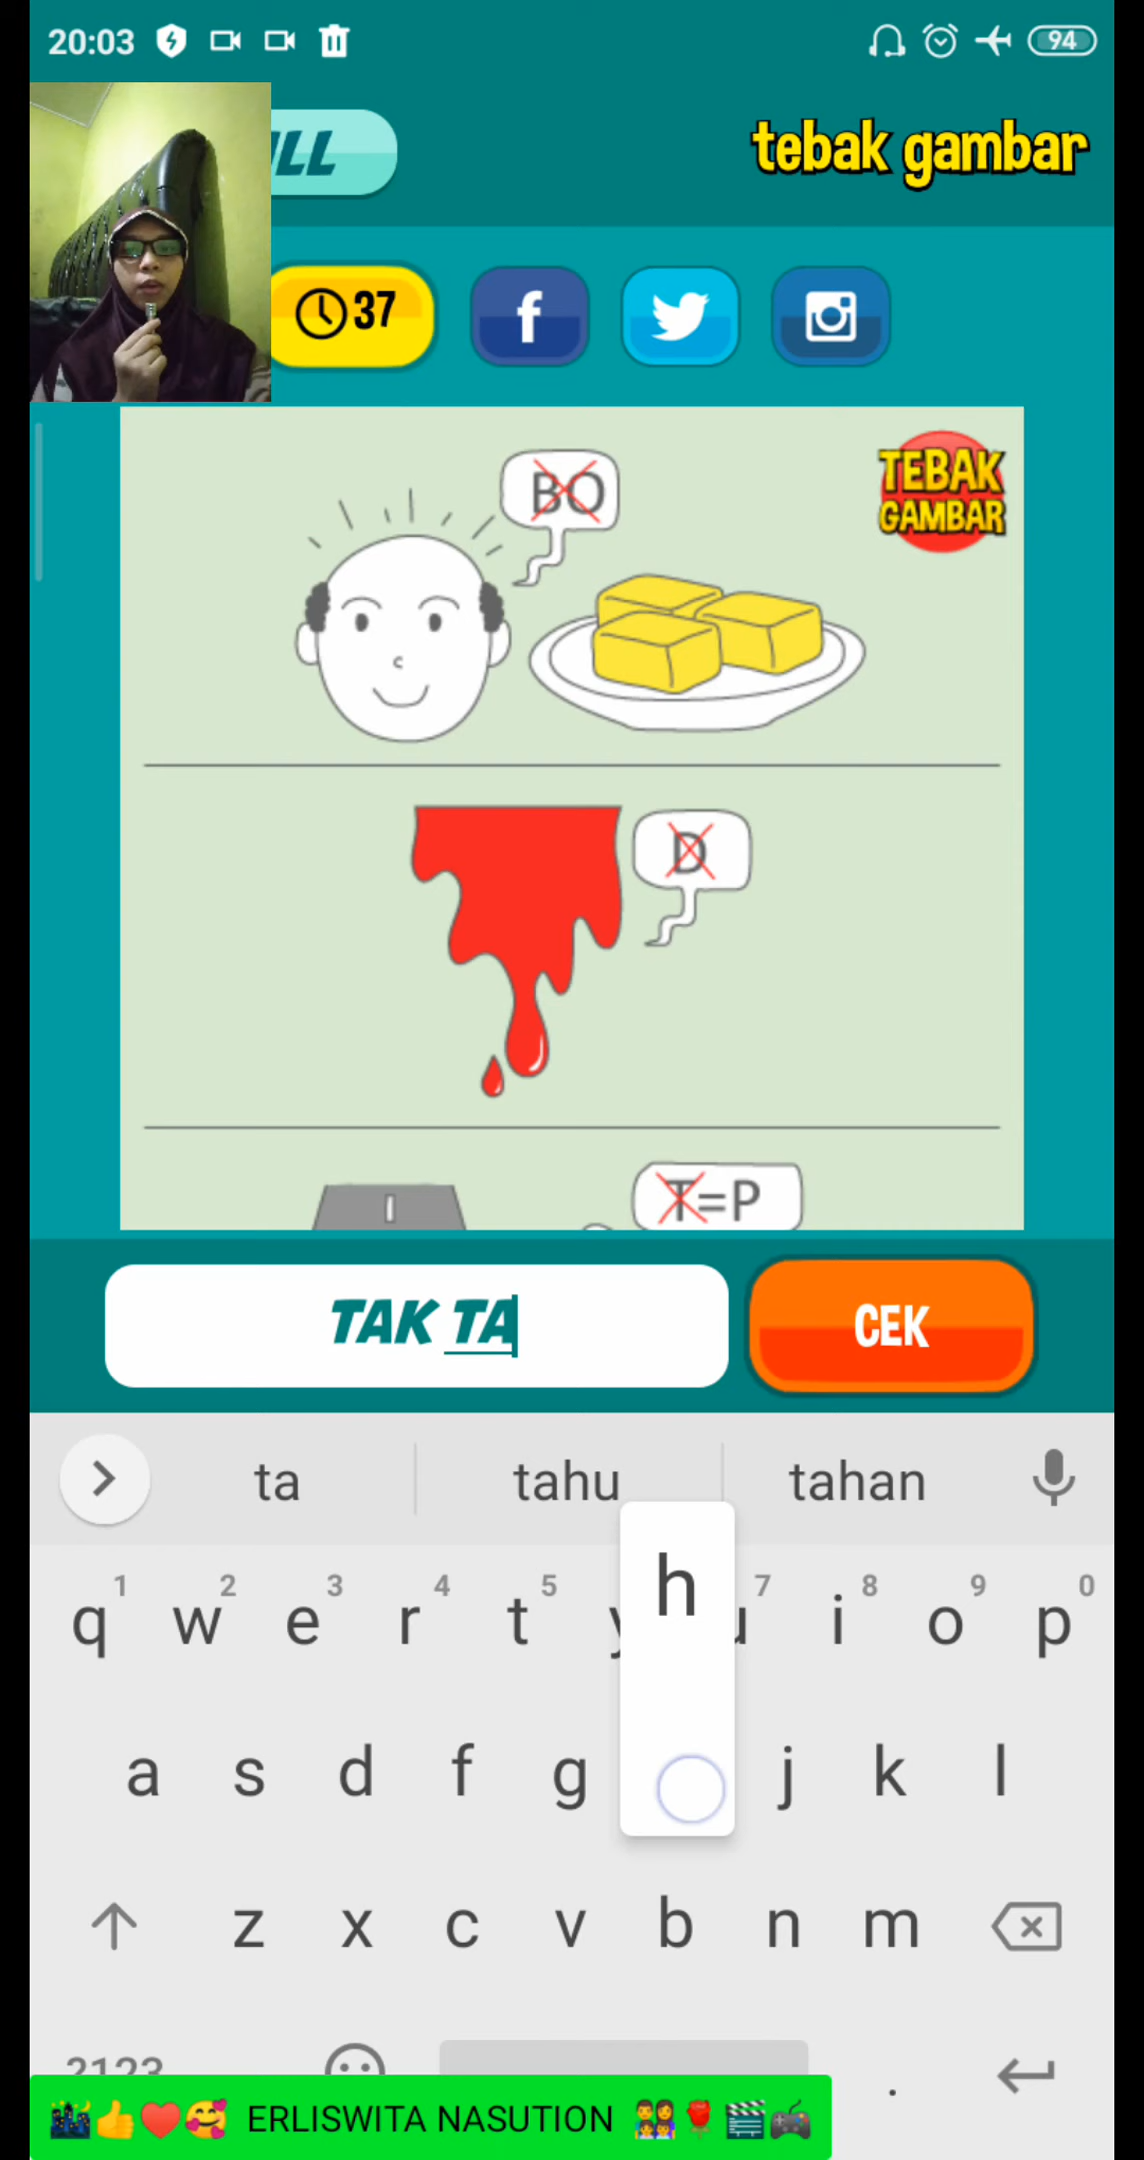 20:03
94
LL
tebak gambar
37
f
BO
TEBAK
GAMBAR
D
T=P
TAK TA
CEK
ta tahu tahan
h
1 2 3 4 5 7 8 9 0
q w e r t u i o p
a s d f g j k l
z x c v b n m
.
ERLISWITA NASUTION